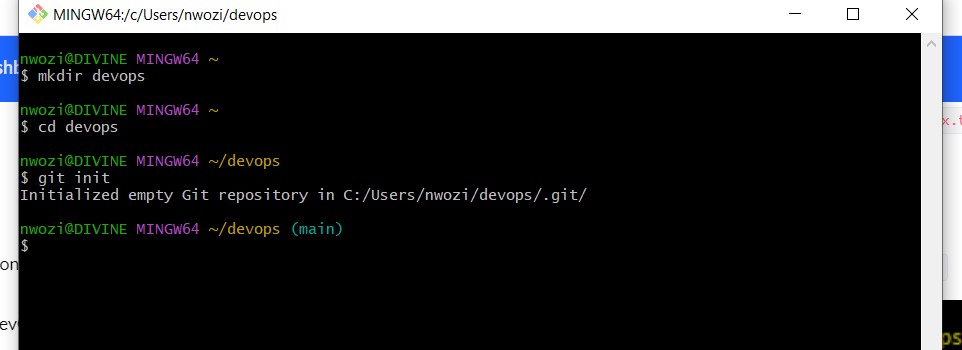 MINGW64:/c/Users/nwozi/devops
nwozi@DIVINE MINGW64 ~
$ mkdir devops
nwozi@DIVINE MINGW64 ~
$ cd devops
nwozi@DIVINE MINGW64 ~/devops
$ git init
Initialized empty Git repository in C:/Users/nwozi/devops/.git/
nwozi@DIVINE MINGW64 ~/devops (main)
$